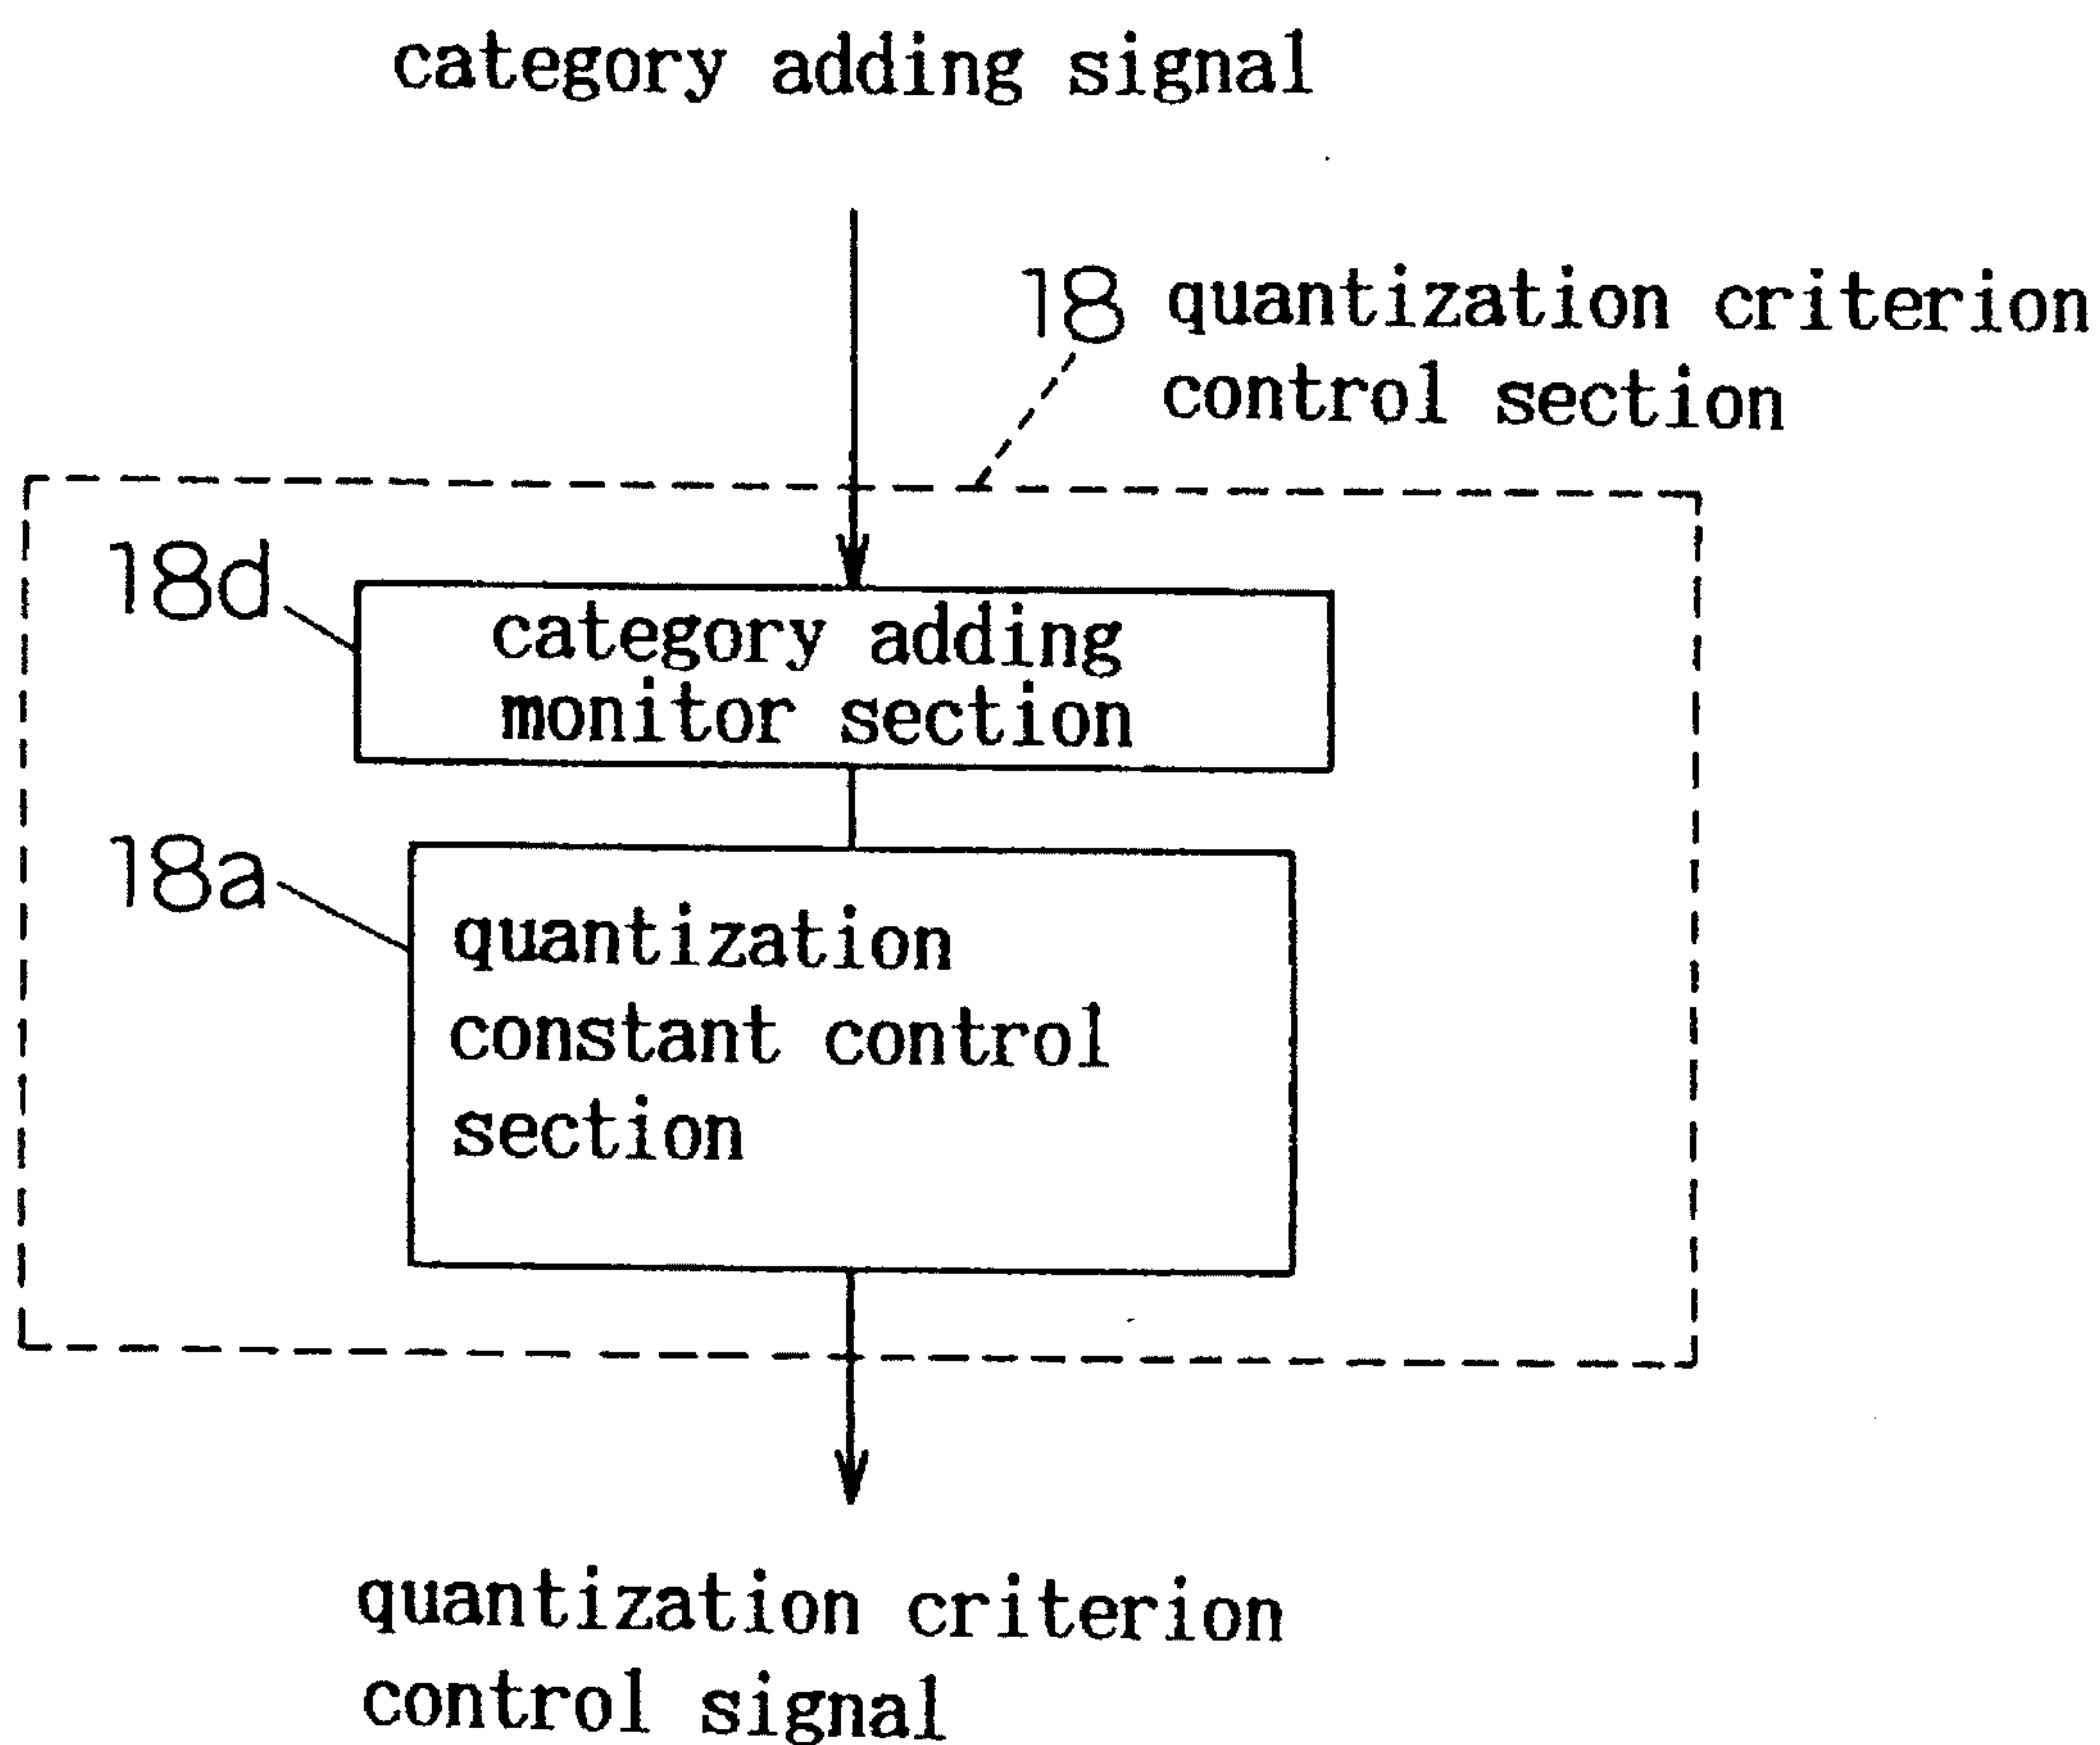 category adding signal
18 quantization criterion
control section
18d
category adding
monitor section
18a
quantization
constant control
section
quantization criterion
control signal